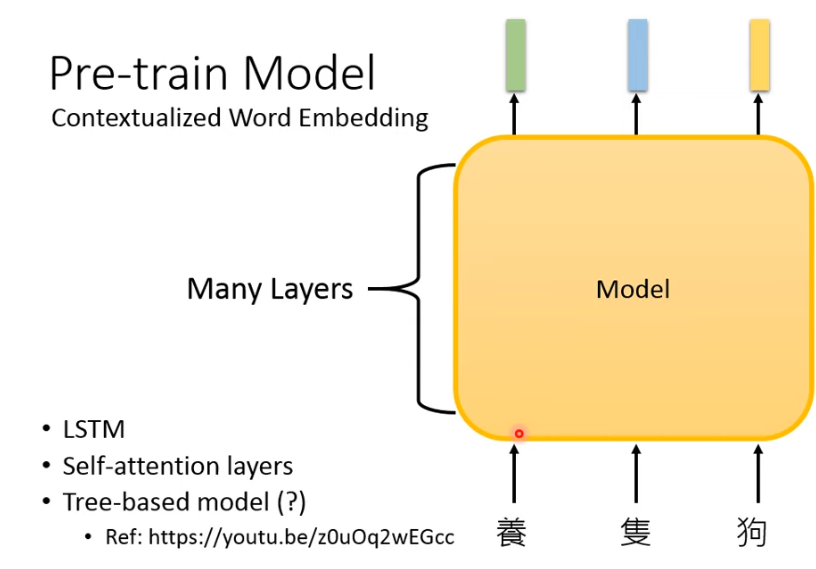 Pre-train Model
Contextualized Word Embedding
Many Layers
Model
• LSTM
• Self-attention layers
• Tree-based model (?)
• Ref: https://youtu.be/z0uOq2wEGcc
養 隻 狗